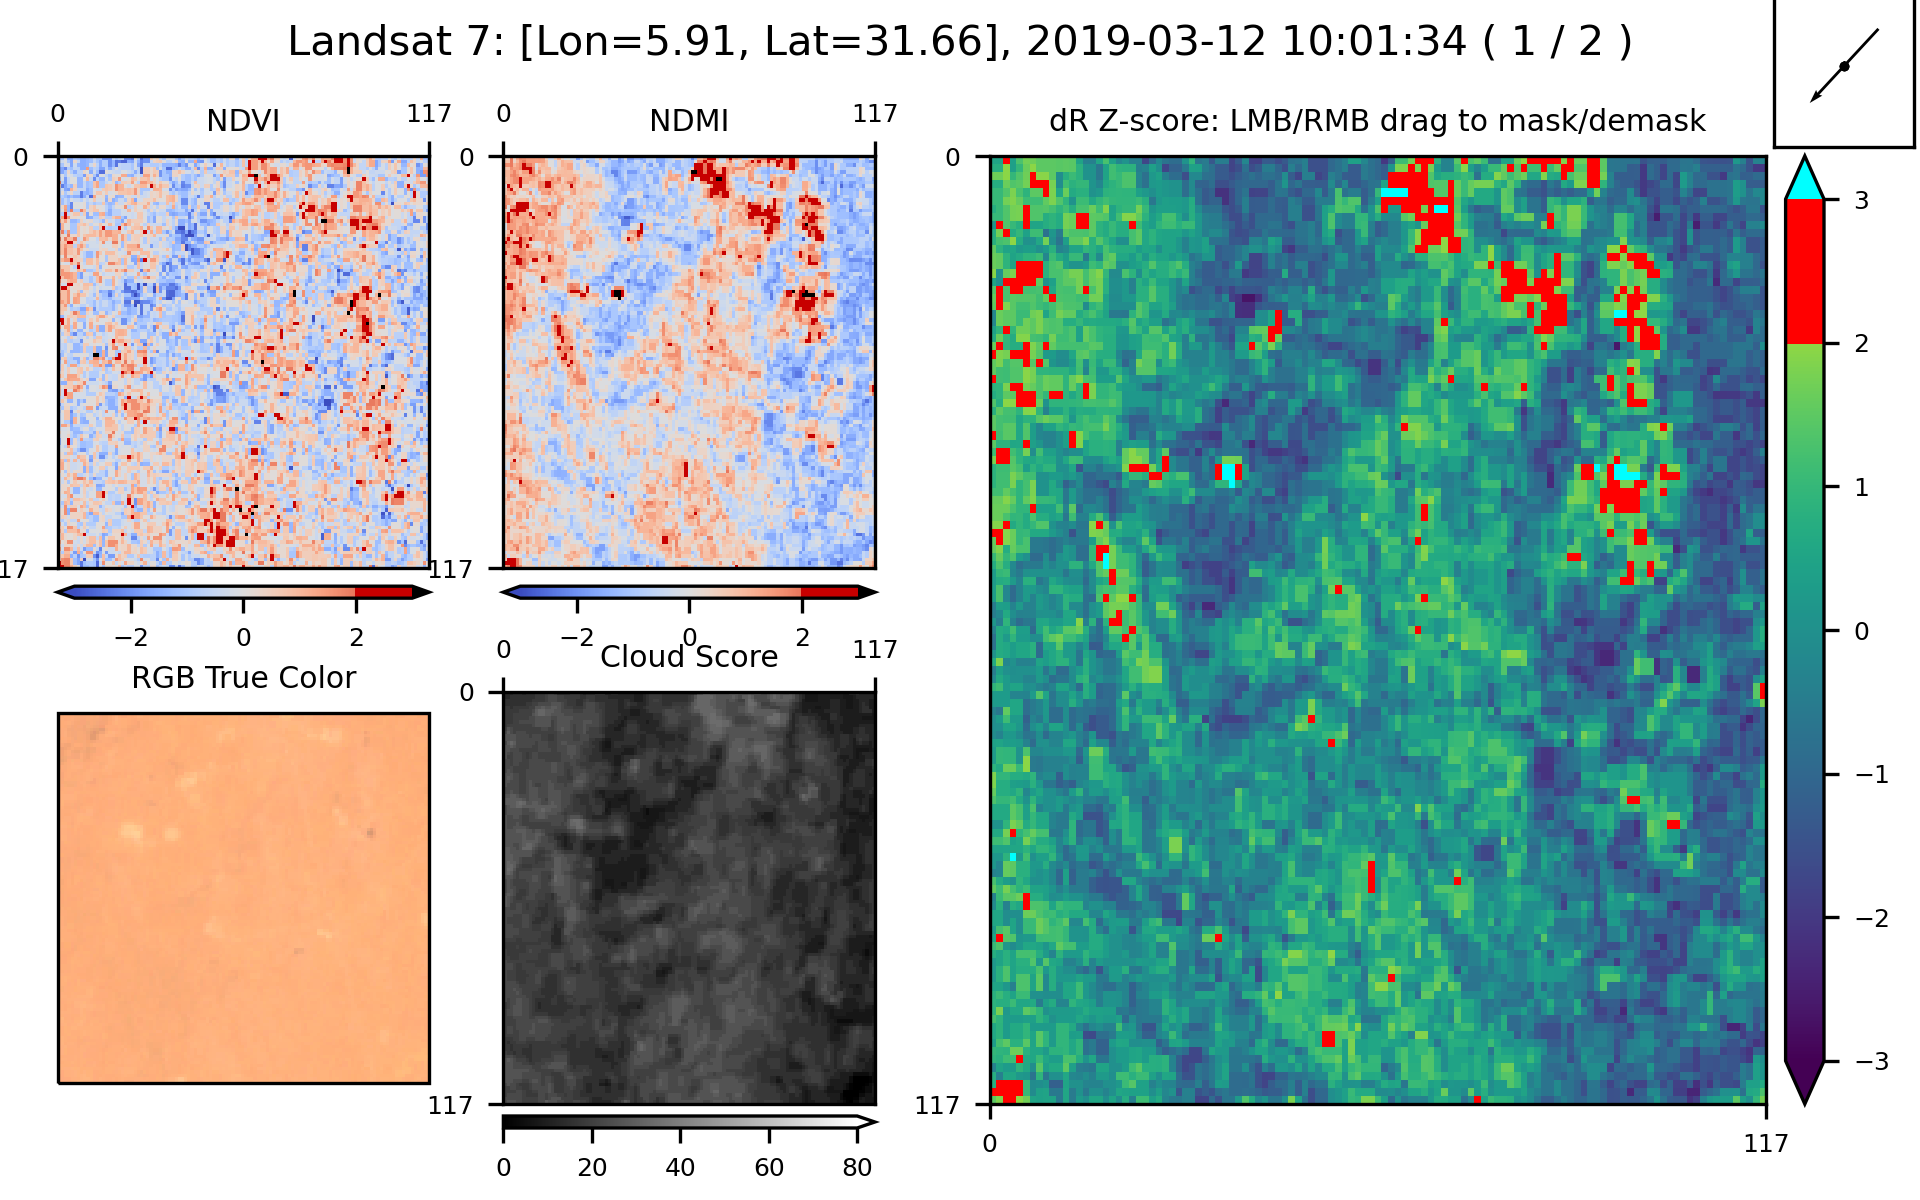 Landsat 7: [Lon=5.91, Lat=31.66], 2019-03-12 10:01:34 ( 1 / 2 )
0 NDVI 117
0 NDMI 117
dR Z-score: LMB/RMB drag to mask/demask
0
0
0
3
2
1
0
−1
−2
−3
17
117
−2 0 2
−2 0 2
RGB True Color
0 Cloud Score 117
0
117
0 20 40 60 80
117
0 117